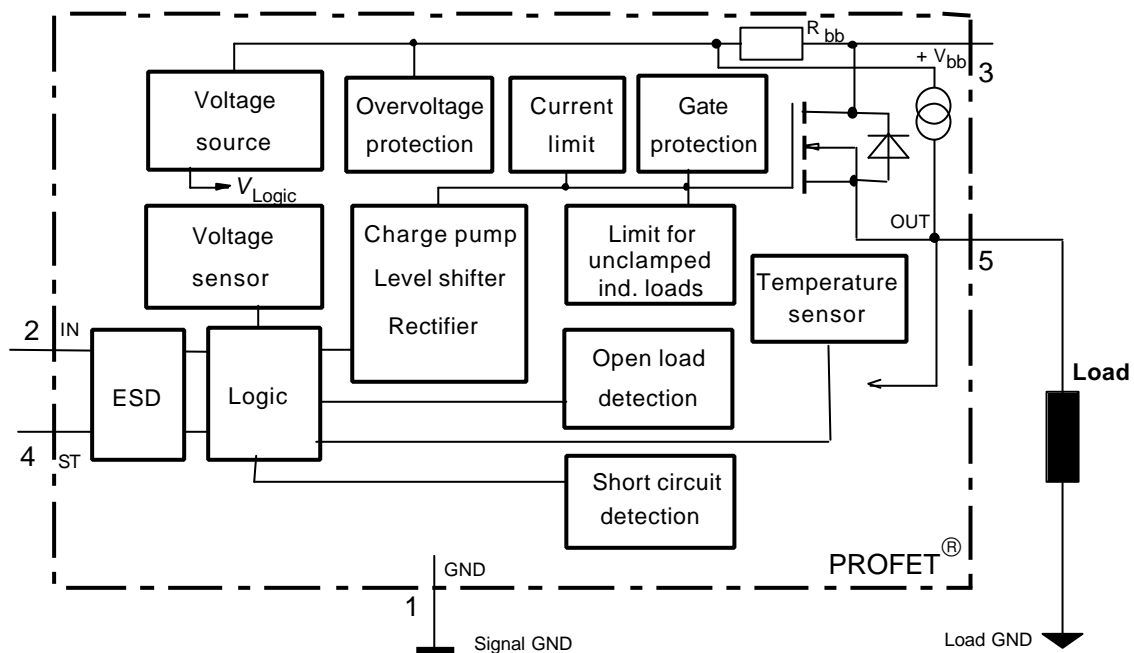 R bb
+ Vbb
3
Voltage
source
Overvoltage
protection
Current
limit
Gate
protection
VLogic
Voltage
sensor
Charge pump
Level shifter
Rectifier
Limit for
unclamped
ind. loads
OUT
5
Temperature
sensor
2 IN
ESD
Logic
Open load
detection
Load
4 ST
Short circuit
detection
PROFET®
GND
1
Signal GND
Load GND